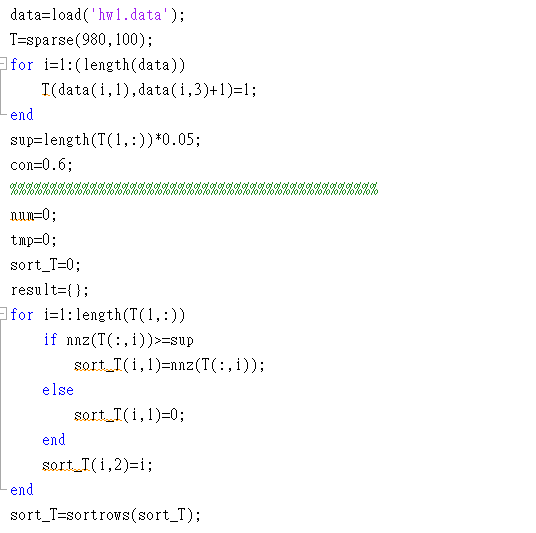 data=load('hw1.data');
T=sparse(980,100);
for i=1:(length(data))
    T(data(i,1),data(i,3)+1)=1;
end
sup=length(T(1,:))*0.05;
con=0.6;
%%%%%%%%%%%%%%%%%%%%%%%%%%%%%%%%%%%%%%%%%%%%%%
num=0;
tmp=0;
sort_T=0;
result={};
for i=1:length(T(1,:))
    if nnz(T(:,i))>=sup
        sort_T(i,1)=nnz(T(:,i));
    else
        sort_T(i,1)=0;
    end
    sort_T(i,2)=i;
end
sort_T=sortrows(sort_T);